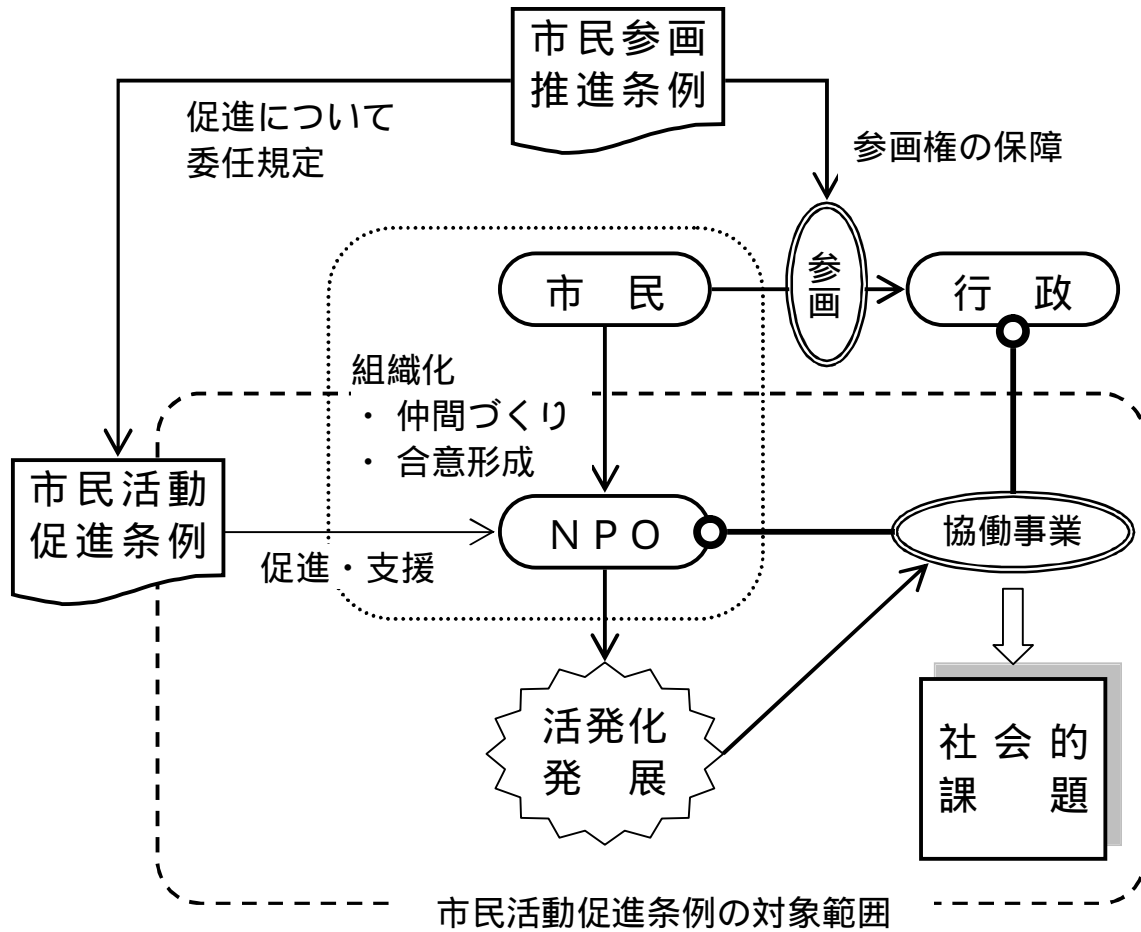 市民参画
推進条例
促進について
委任規定
参画権の保障
参画
市　民
行　政
組織化
・ 仲間づくり
・ 合意形成
市民活動
促進条例
ＮＰＯ
協働事業
促進・支援
活発化
発　展
社会的
課　題
市民活動促進条例の対象範囲